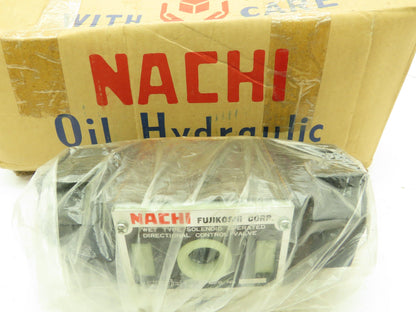 WITH CARE
NACHI
Oil Hydraulic
NACHI FUJIKOSHI CORP.
WET TYPE SOLENOID OPERATED
DIRECTIONAL CONTROL VALVE